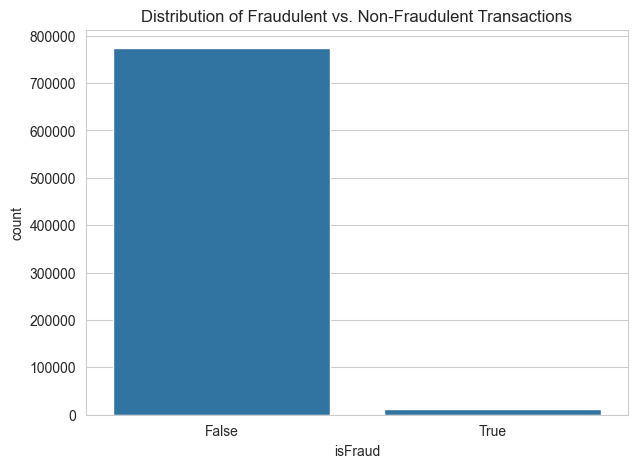 Distribution of Fraudulent vs. Non-Fraudulent Transactions
800000
700000
600000
500000
400000
300000
200000
100000
0
count
False
True
isFraud